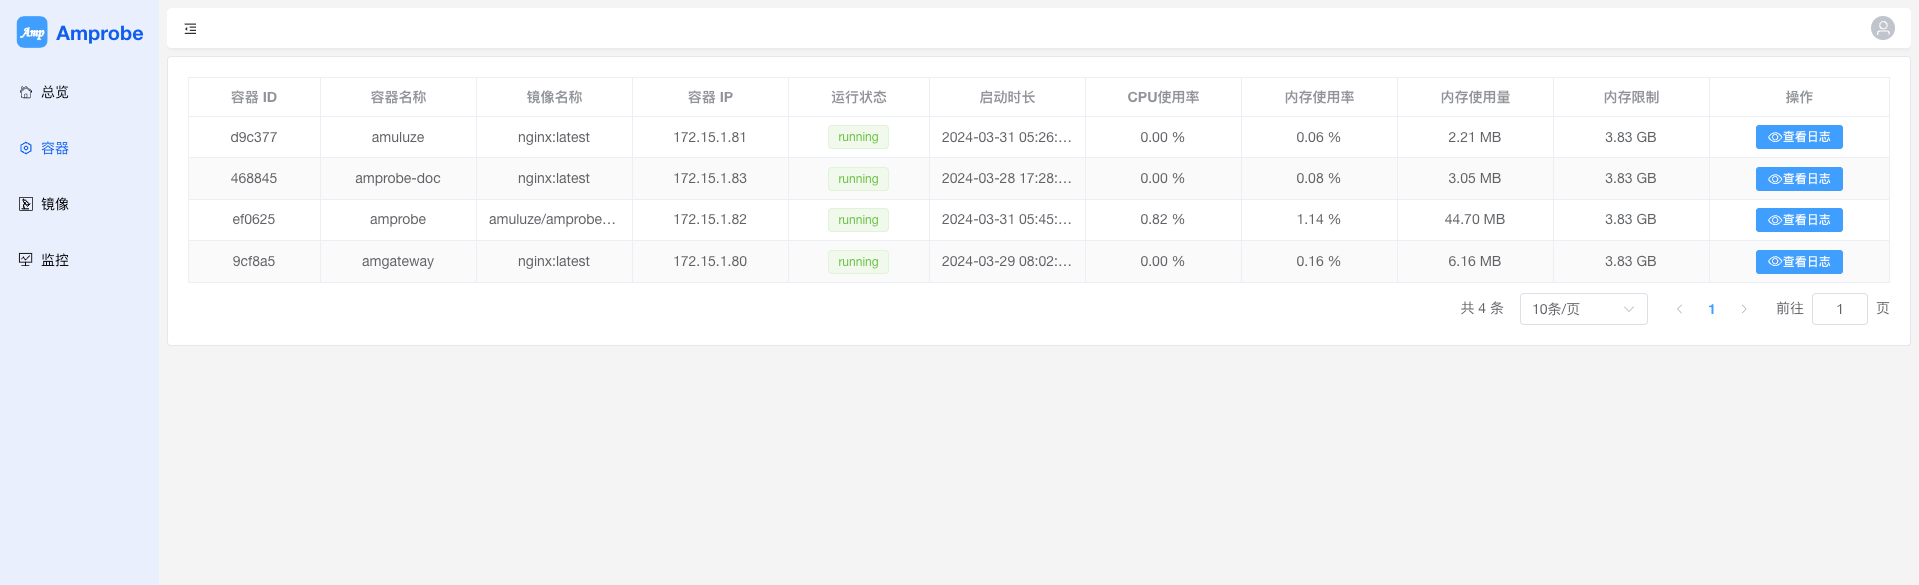 Amp Amprobe
总览
容器
镜像
监控
容器 ID 容器名称 镜像名称 容器 IP 运行状态 启动时长 CPU使用率 内存使用率 内存使用量 内存限制 操作
d9c377 amuluze nginx:latest 172.15.1.81 running 2024-03-31 05:26:... 0.00 % 0.06 % 2.21 MB 3.83 GB 查看日志
468845 amprobe-doc nginx:latest 172.15.1.83 running 2024-03-28 17:28:... 0.00 % 0.08 % 3.05 MB 3.83 GB 查看日志
ef0625 amprobe amuluze/amprobe... 172.15.1.82 running 2024-03-31 05:45:... 0.82 % 1.14 % 44.70 MB 3.83 GB 查看日志
9cf8a5 amgateway nginx:latest 172.15.1.80 running 2024-03-29 08:02:... 0.00 % 0.16 % 6.16 MB 3.83 GB 查看日志
共 4 条 10条/页 1 前往 1 页